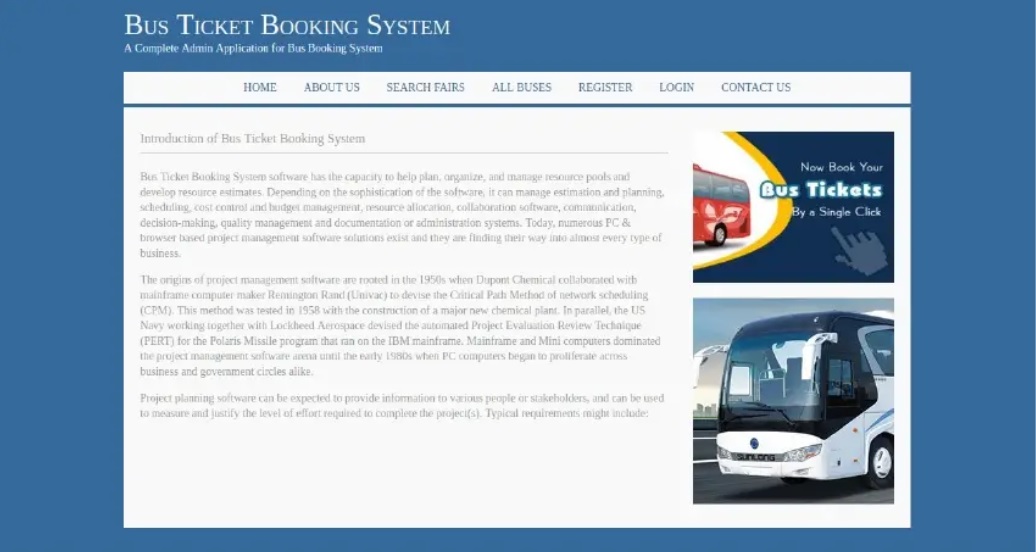 Bus Ticket Booking System
A Complete Admin Application for Bus Booking System
HOME ABOUT US SEARCH FAIRS ALL BUSES REGISTER LOGIN CONTACT US
Introduction of Bus Ticket Booking System
Bus Ticket Booking System software has the capacity to help plan, organize, and manage resource pools and
develop resource estimates. Depending on the sophistication of the software, it can manage estimation and planning,
scheduling, cost control and budget management, resource allocation, collaboration software, communication,
decision-making, quality management and documentation or administration systems. Today, numerous PC &
browser based project management software solutions exist and they are finding their way into almost every type of
business.
The origins of project management software are rooted in the 1950s when Dupont Chemical collaborated with
mainframe computer maker Remington Rand (Univac) to devise the Critical Path Method of network scheduling
(CPM). This method was tested in 1958 with the construction of a major new chemical plant. In parallel, the US
Navy working together with Lockheed Aerospace devised the automated Project Evaluation Review Technique
(PERT) for the Polaris Missile program that ran on the IBM mainframe. Mainframe and Mini computers dominated
the project management software arena until the early 1980s when PC computers began to proliferate across
business and government circles alike.
Project planning software can be expected to provide information to various people or stakeholders, and can be used
to measure and justify the level of effort required to complete the project(s). Typical requirements might include:
Now Book Your
Bus Tickets
By a Single Click